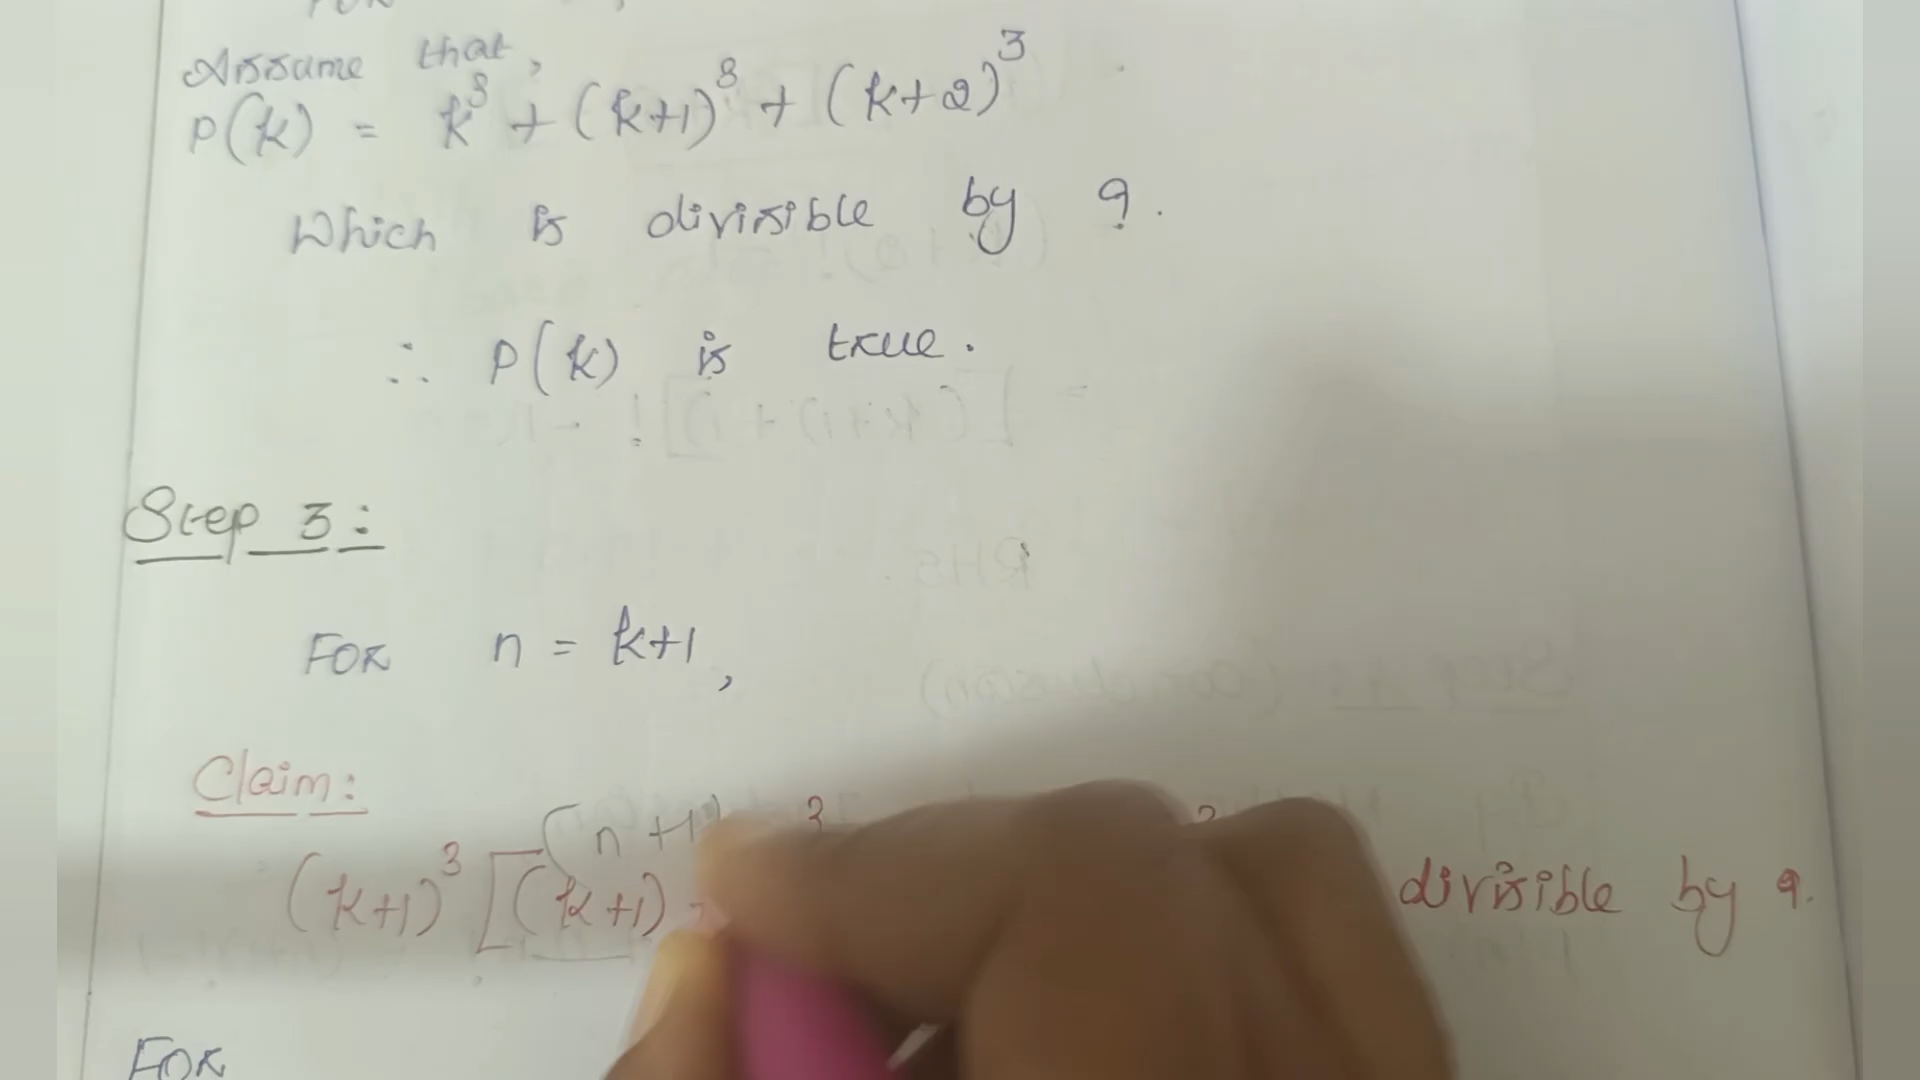 Assume that,
P(k) = k³ + (k+1)³ + (k+2)³
Which is divisible by 9.
∴ P(k) is true.
Step 3:
For n = k+1,
Claim:
(n+1)
(k+1)³ [(k+1) ³ divisible by 9.
For